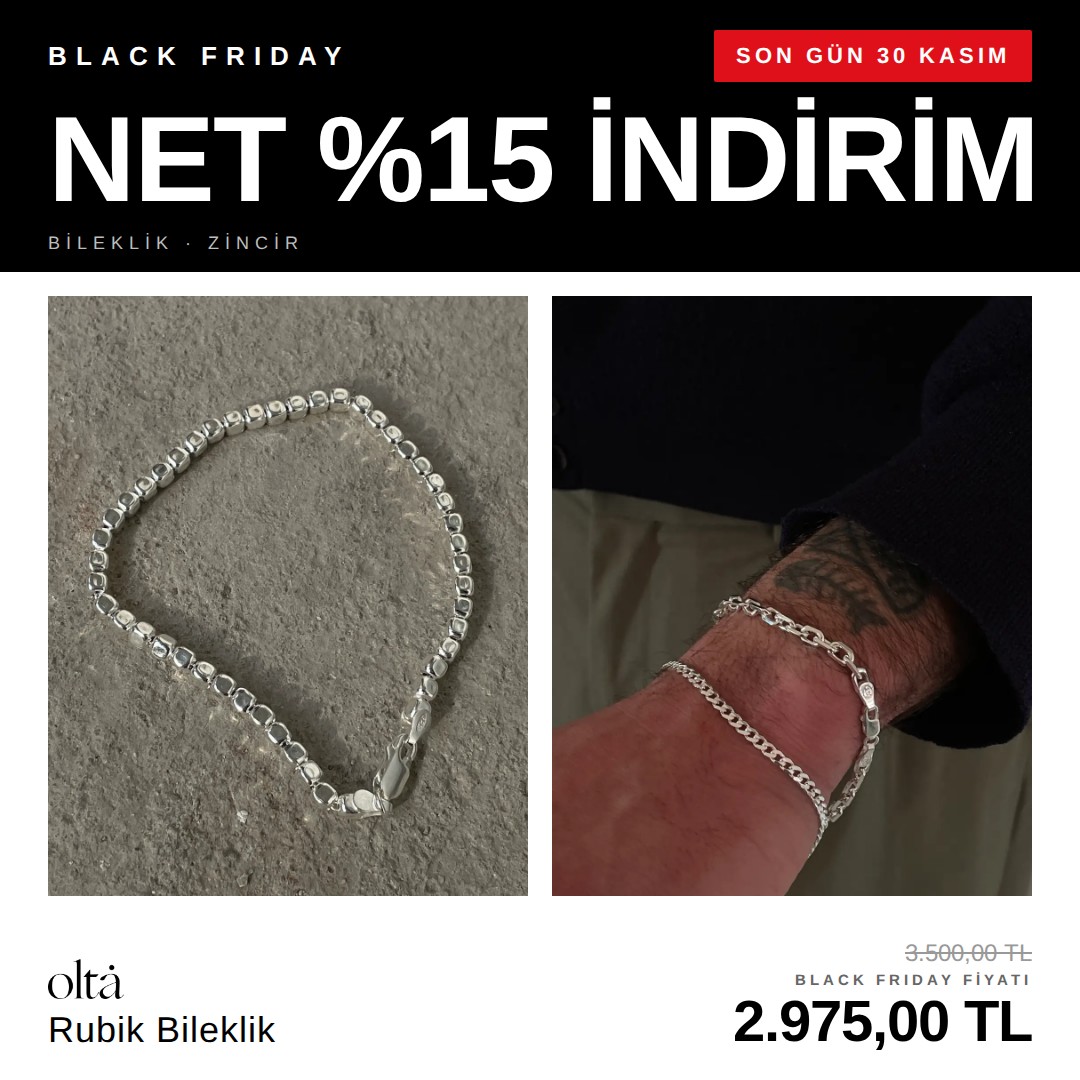 BLACK FRIDAY
SON GÜN 30 KASIM
NET %15 İNDİRİM
BİLEKLİK · ZİNCİR
olta
Rubik Bileklik
3.500,00 TL
BLACK FRIDAY FİYATI
2.975,00 TL